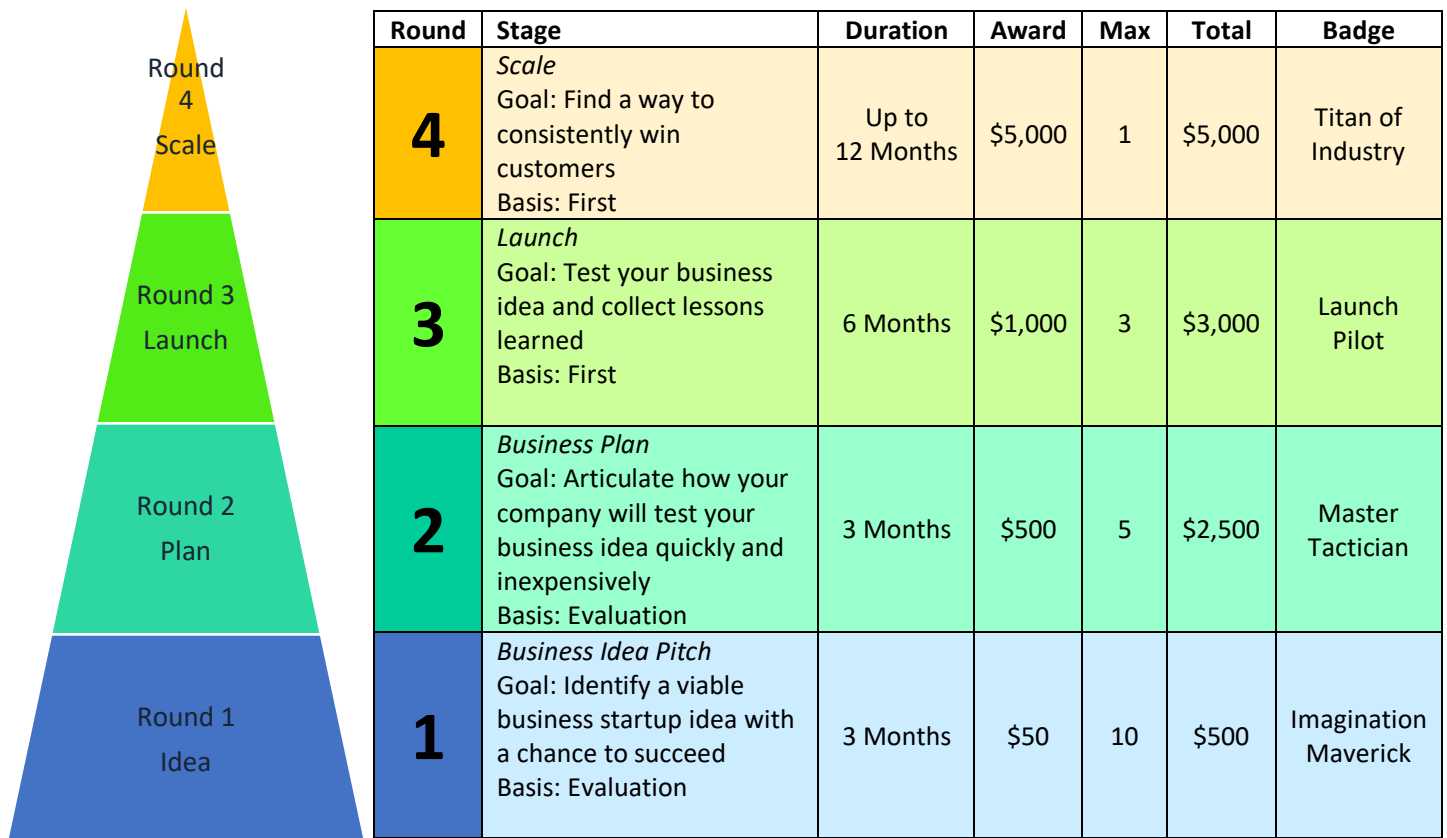 Round
4
Scale
Round 3
Launch
Round 2
Plan
Round 1
Idea
Round Stage Duration Award Max Total Badge
4
Scale
Goal: Find a way to
consistently win
customers
Basis: First
Up to
12 Months
$5,000
1
$5,000
Titan of
Industry
3
Launch
Goal: Test your business
idea and collect lessons
learned
Basis: First
6 Months
$1,000
3
$3,000
Launch
Pilot
2
Business Plan
Goal: Articulate how your
company will test your
business idea quickly and
inexpensively
Basis: Evaluation
3 Months
$500
5
$2,500
Master
Tactician
1
Business Idea Pitch
Goal: Identify a viable
business startup idea with
a chance to succeed
Basis: Evaluation
3 Months
$50
10
$500
Imagination
Maverick